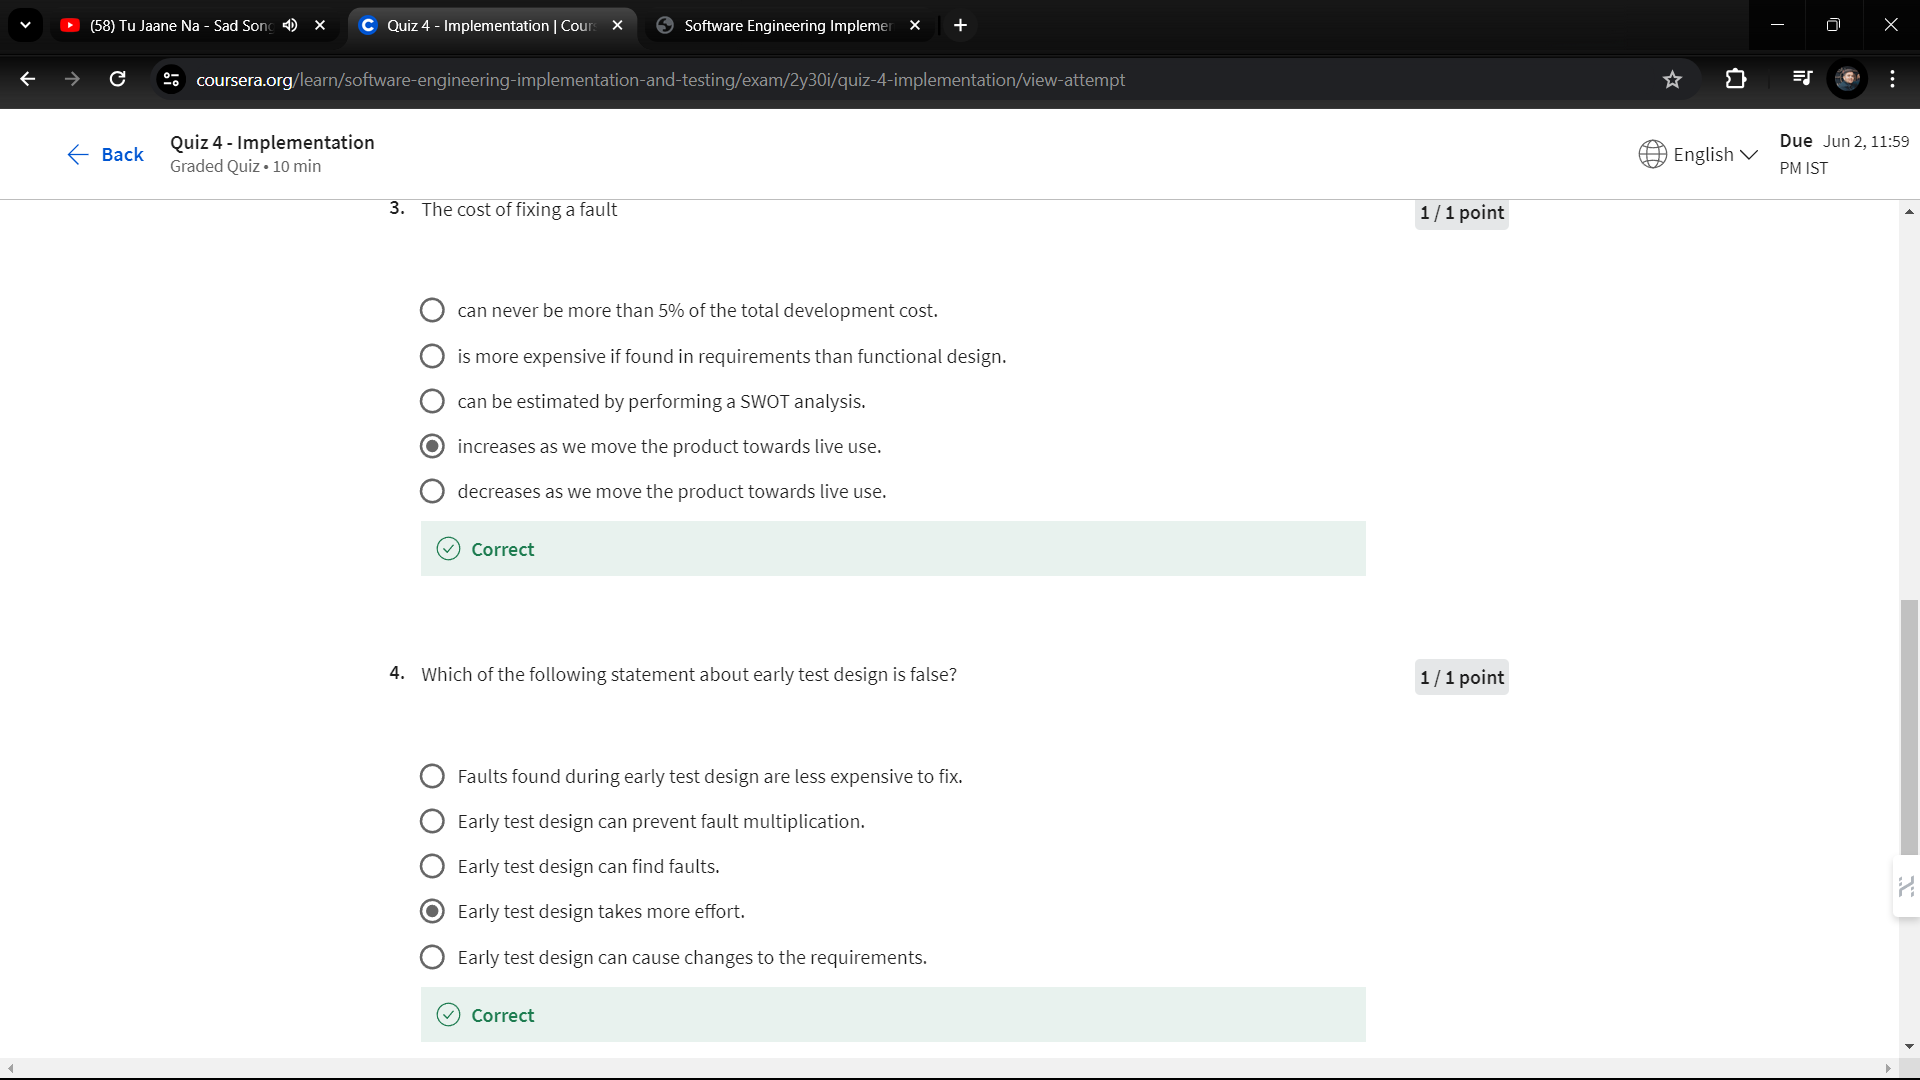 (58) Tu Jaane Na - Sad Song
Quiz 4 - Implementation | Cour
Software Engineering Implemen
coursera.org/learn/software-engineering-implementation-and-testing/exam/2y30i/quiz-4-implementation/view-attempt
Back
Quiz 4 - Implementation
Graded Quiz • 10 min
English
Due Jun 2, 11:59
PM IST
3. The cost of fixing a fault
1 / 1 point
can never be more than 5% of the total development cost.
is more expensive if found in requirements than functional design.
can be estimated by performing a SWOT analysis.
increases as we move the product towards live use.
decreases as we move the product towards live use.
Correct
4. Which of the following statement about early test design is false?
1 / 1 point
Faults found during early test design are less expensive to fix.
Early test design can prevent fault multiplication.
Early test design can find faults.
Early test design takes more effort.
Early test design can cause changes to the requirements.
Correct